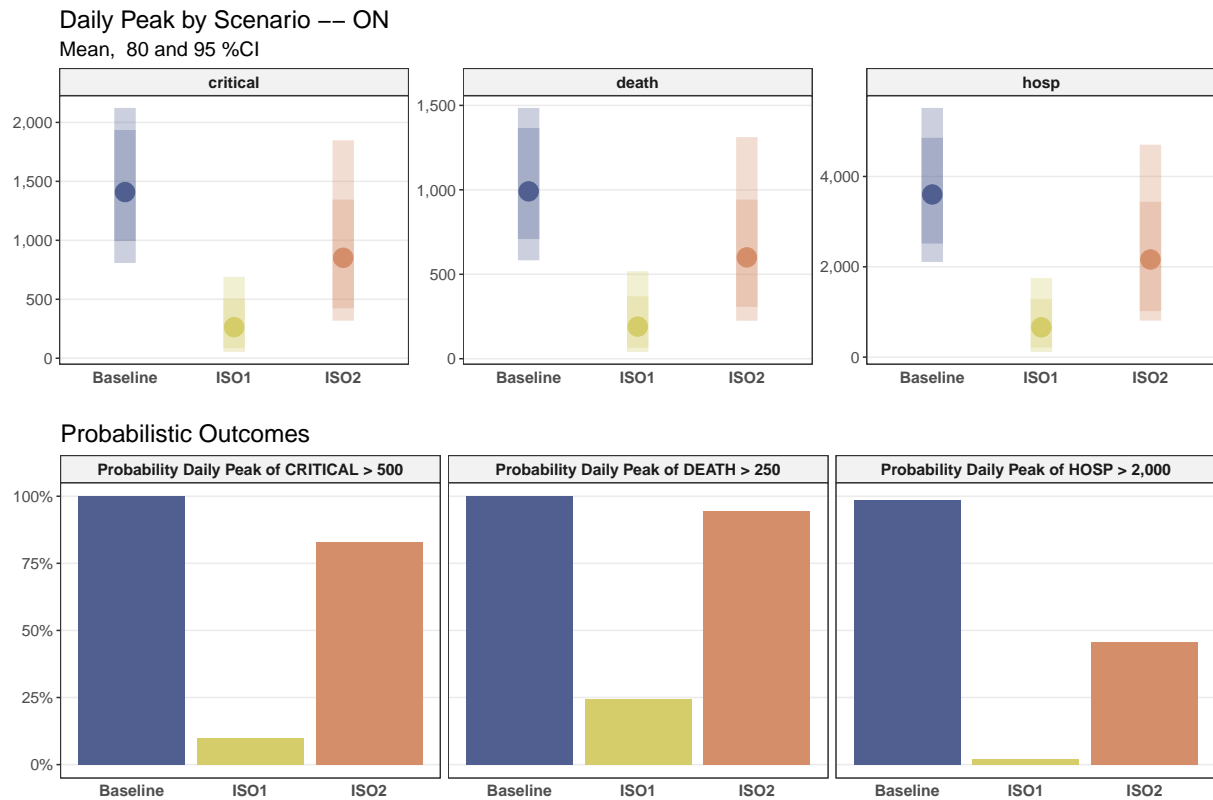 Daily Peak by Scenario −− ON
Mean,  80 and 95 %CI
critical
death
hosp
2,000
1,500
1,000
500
0
1,500
1,000
500
0
4,000
2,000
0
Baseline ISO1 ISO2
Baseline ISO1 ISO2
Baseline ISO1 ISO2
Probabilistic Outcomes
Probability Daily Peak of CRITICAL > 500
Probability Daily Peak of DEATH > 250
Probability Daily Peak of HOSP > 2,000
100%
75%
50%
25%
0%
Baseline ISO1 ISO2
Baseline ISO1 ISO2
Baseline ISO1 ISO2